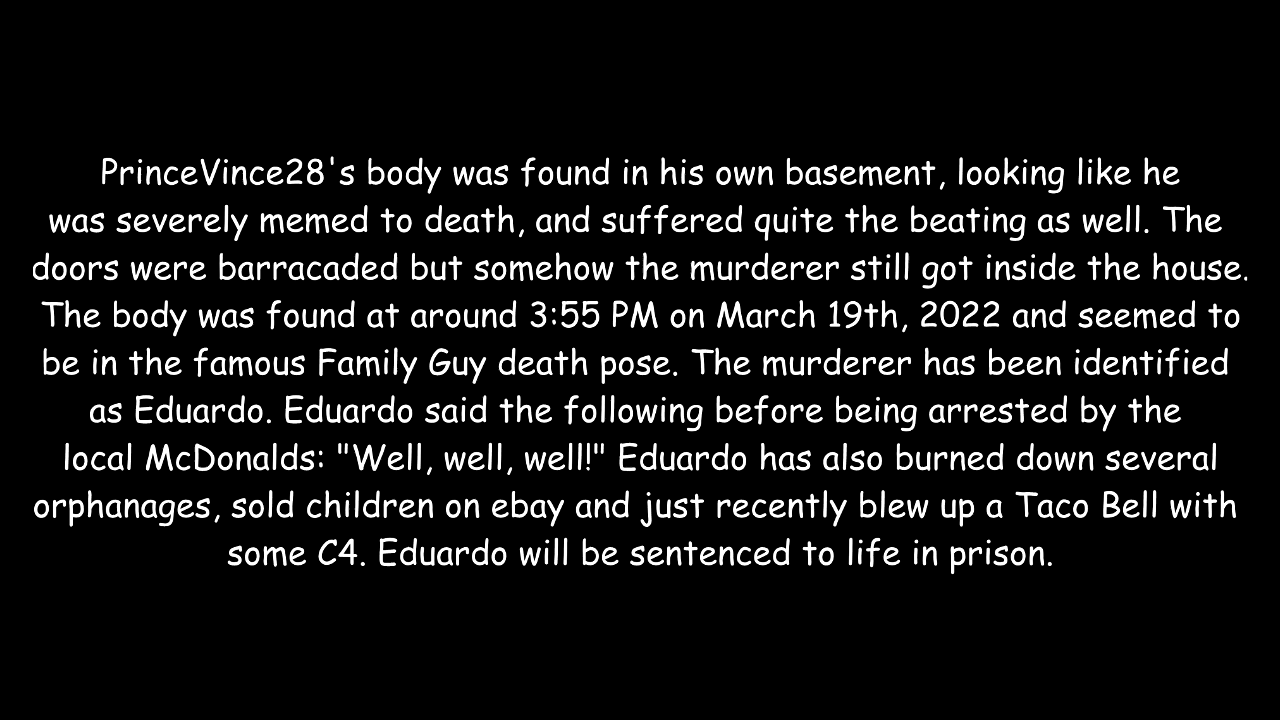 PrinceVince28's body was found in his own basement, looking like he
was severely memed to death, and suffered quite the beating as well. The
doors were barracaded but somehow the murderer still got inside the house.
The body was found at around 3:55 PM on March 19th, 2022 and seemed to
be in the famous Family Guy death pose. The murderer has been identified
as Eduardo. Eduardo said the following before being arrested by the
local McDonalds: "Well, well, well!" Eduardo has also burned down several
orphanages, sold children on ebay and just recently blew up a Taco Bell with
some C4. Eduardo will be sentenced to life in prison.